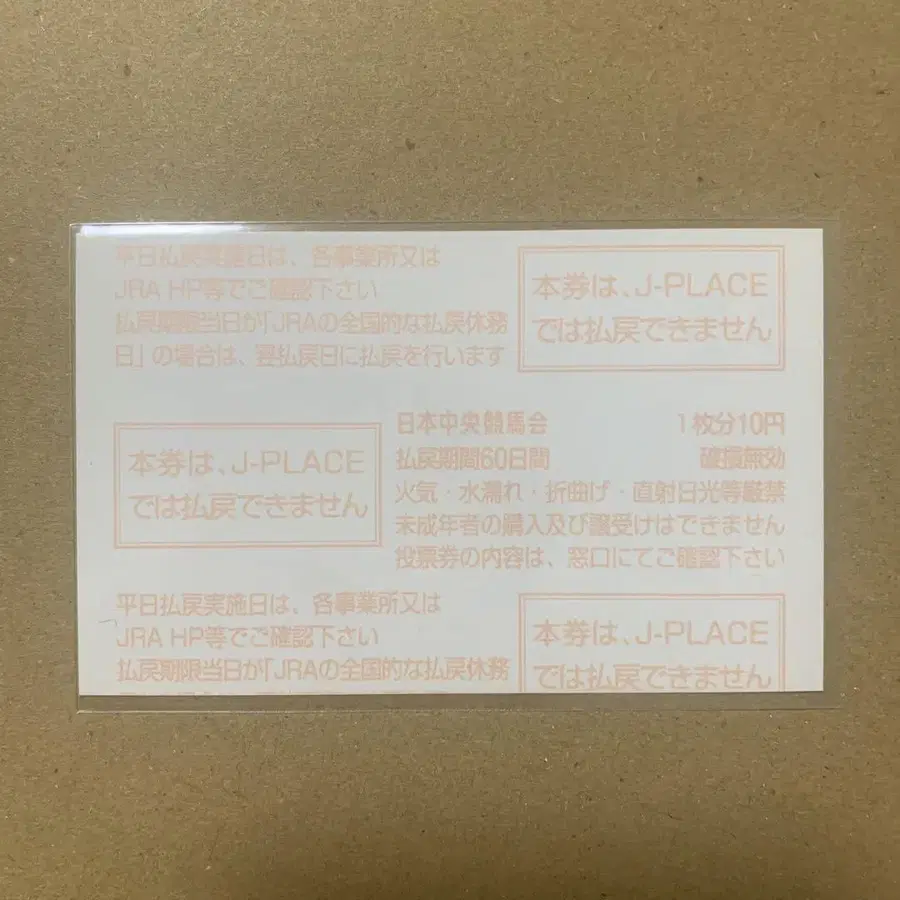 平日払戻実施日は、各事業所又は
JRA HP等でご確認下さい
払戻期限当日が「JRAの全国的な払戻休務
日」の場合は、翌払戻日に払戻を行います
本券は、J-PLACE
では払戻できません
本券は、J-PLACE
では払戻できません
日本中央競馬会 1枚分10円
払戻期間60日間 破損無効
火気・水濡れ・折曲げ・直射日光等厳禁
未成年者の購入及び譲受けはできません
投票券の内容は、窓口にてご確認下さい
平日払戻実施日は、各事業所又は
JRA HP等でご確認下さい
払戻期限当日が「JRAの全国的な払戻休務
本券は、J-PLACE
では払戻できません